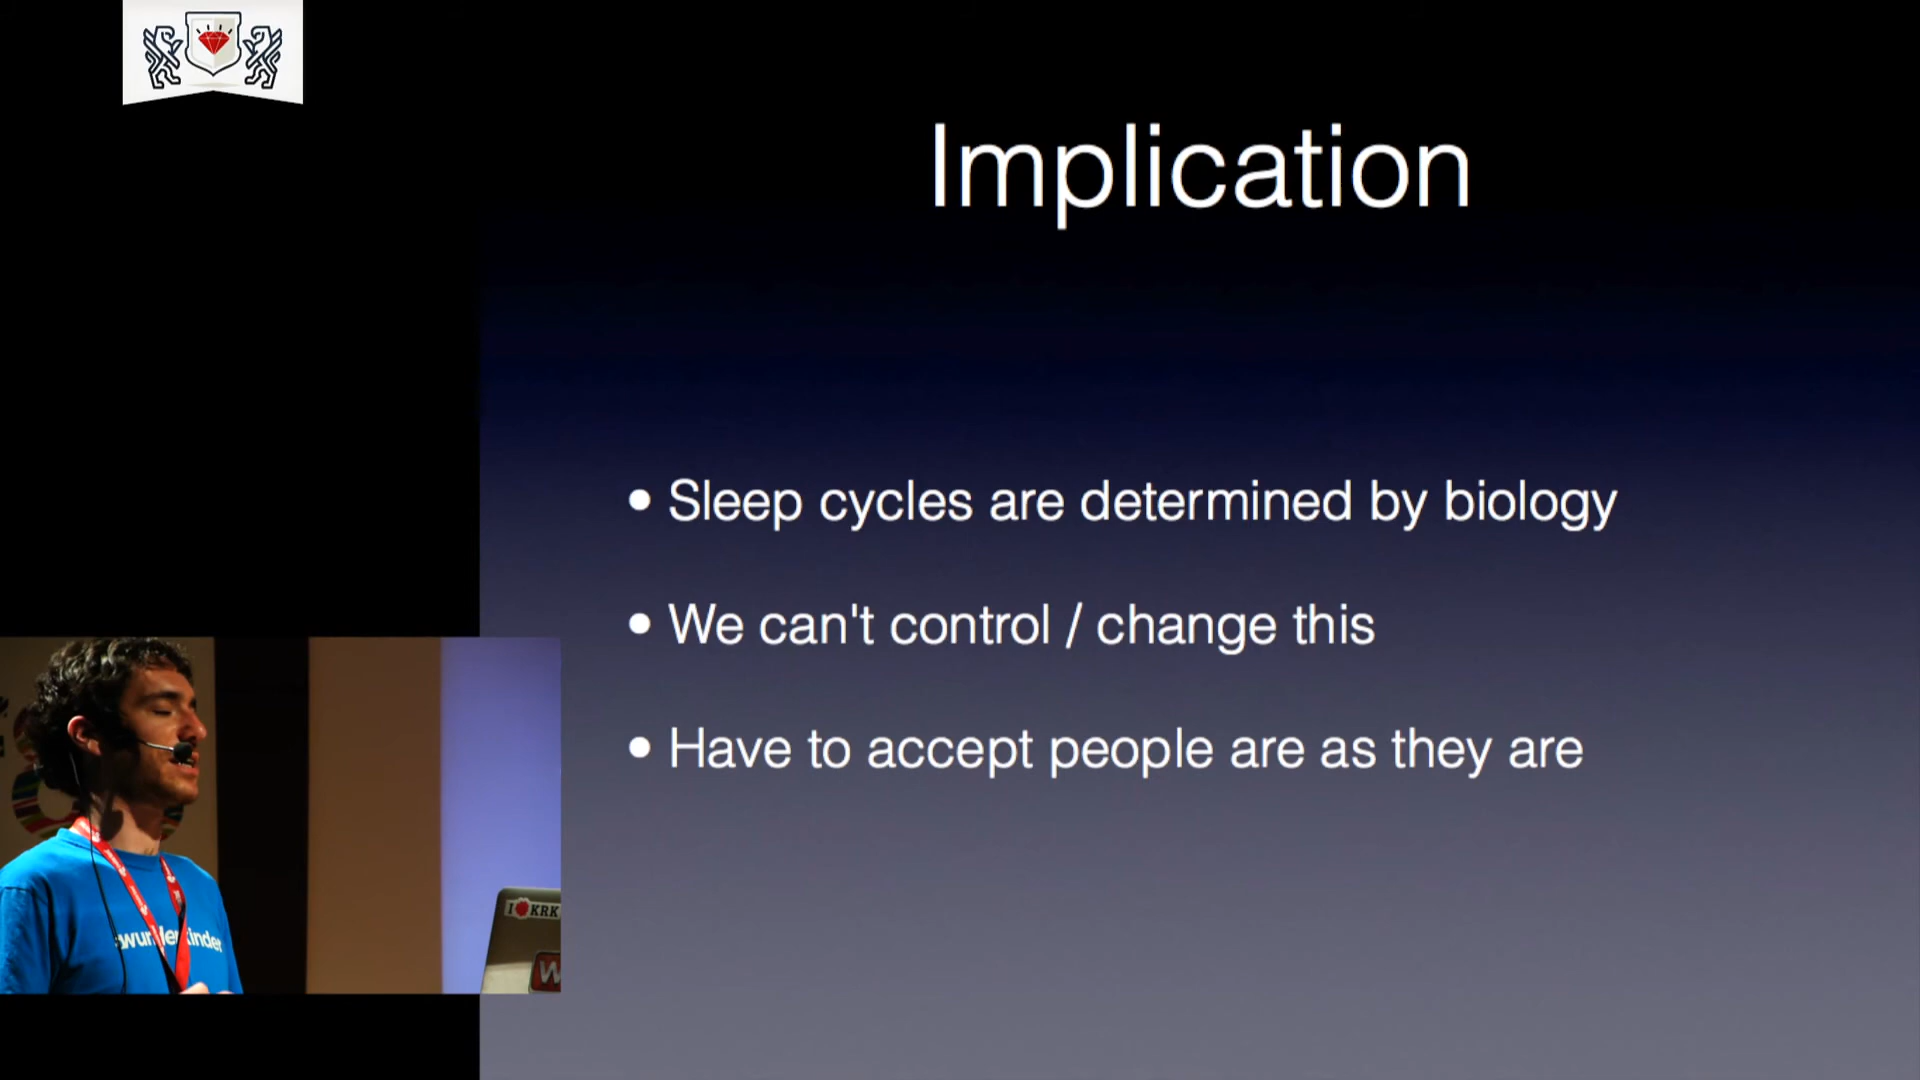 Implication
• Sleep cycles are determined by biology
• We can't control / change this
• Have to accept people are as they are
I KRK
W